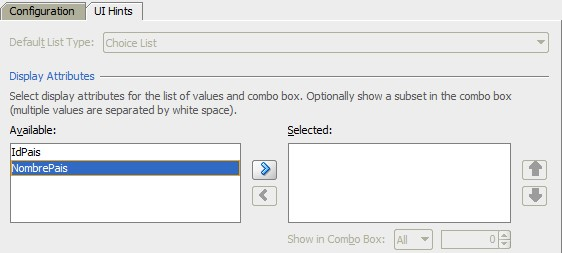 Configuration UI Hints
Default List Type: Choice List
Display Attributes
Select display attributes for the list of values and combo box. Optionally show a subset in the combo box
(multiple values are separated by white space).
Available: Selected:
IdPais
NombrePais
Show in Combo Box: All 0